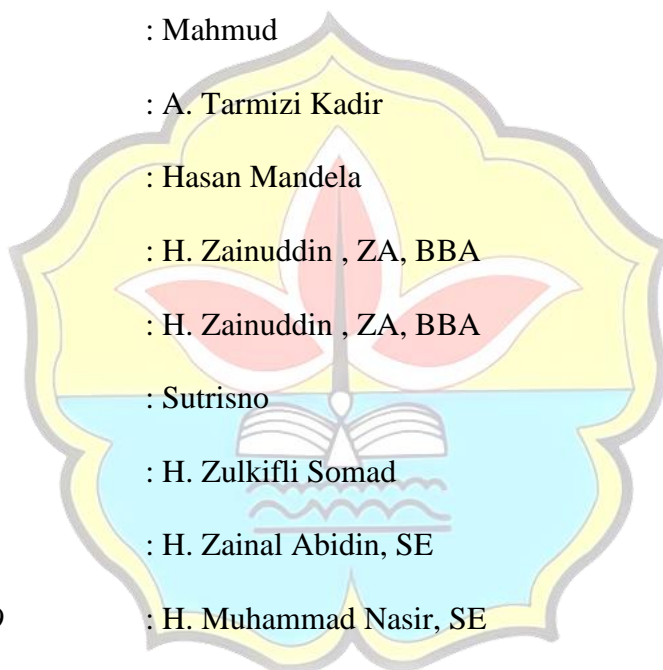 : Mahmud
: A. Tarmizi Kadir
: Hasan Mandela
: H. Zainuddin , ZA, BBA
: H. Zainuddin , ZA, BBA
: Sutrisno
: H. Zulkifli Somad
: H. Zainal Abidin, SE
: H. Muhammad Nasir, SE